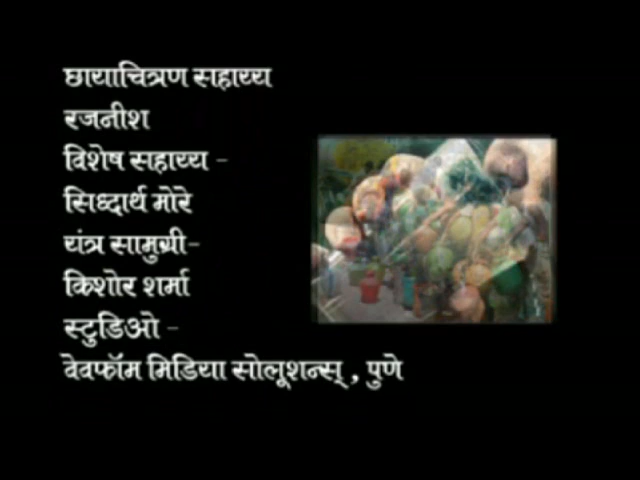 छायाचित्रण सहाय्य
रजनीश
विशेष सहाय्य -
सिध्दार्थ मोरे
यंत्र सामुग्री-
किशोर शर्मा
स्टुडिओ -
वेवफॉम मिडिया सोलूशन्स् , पुणे